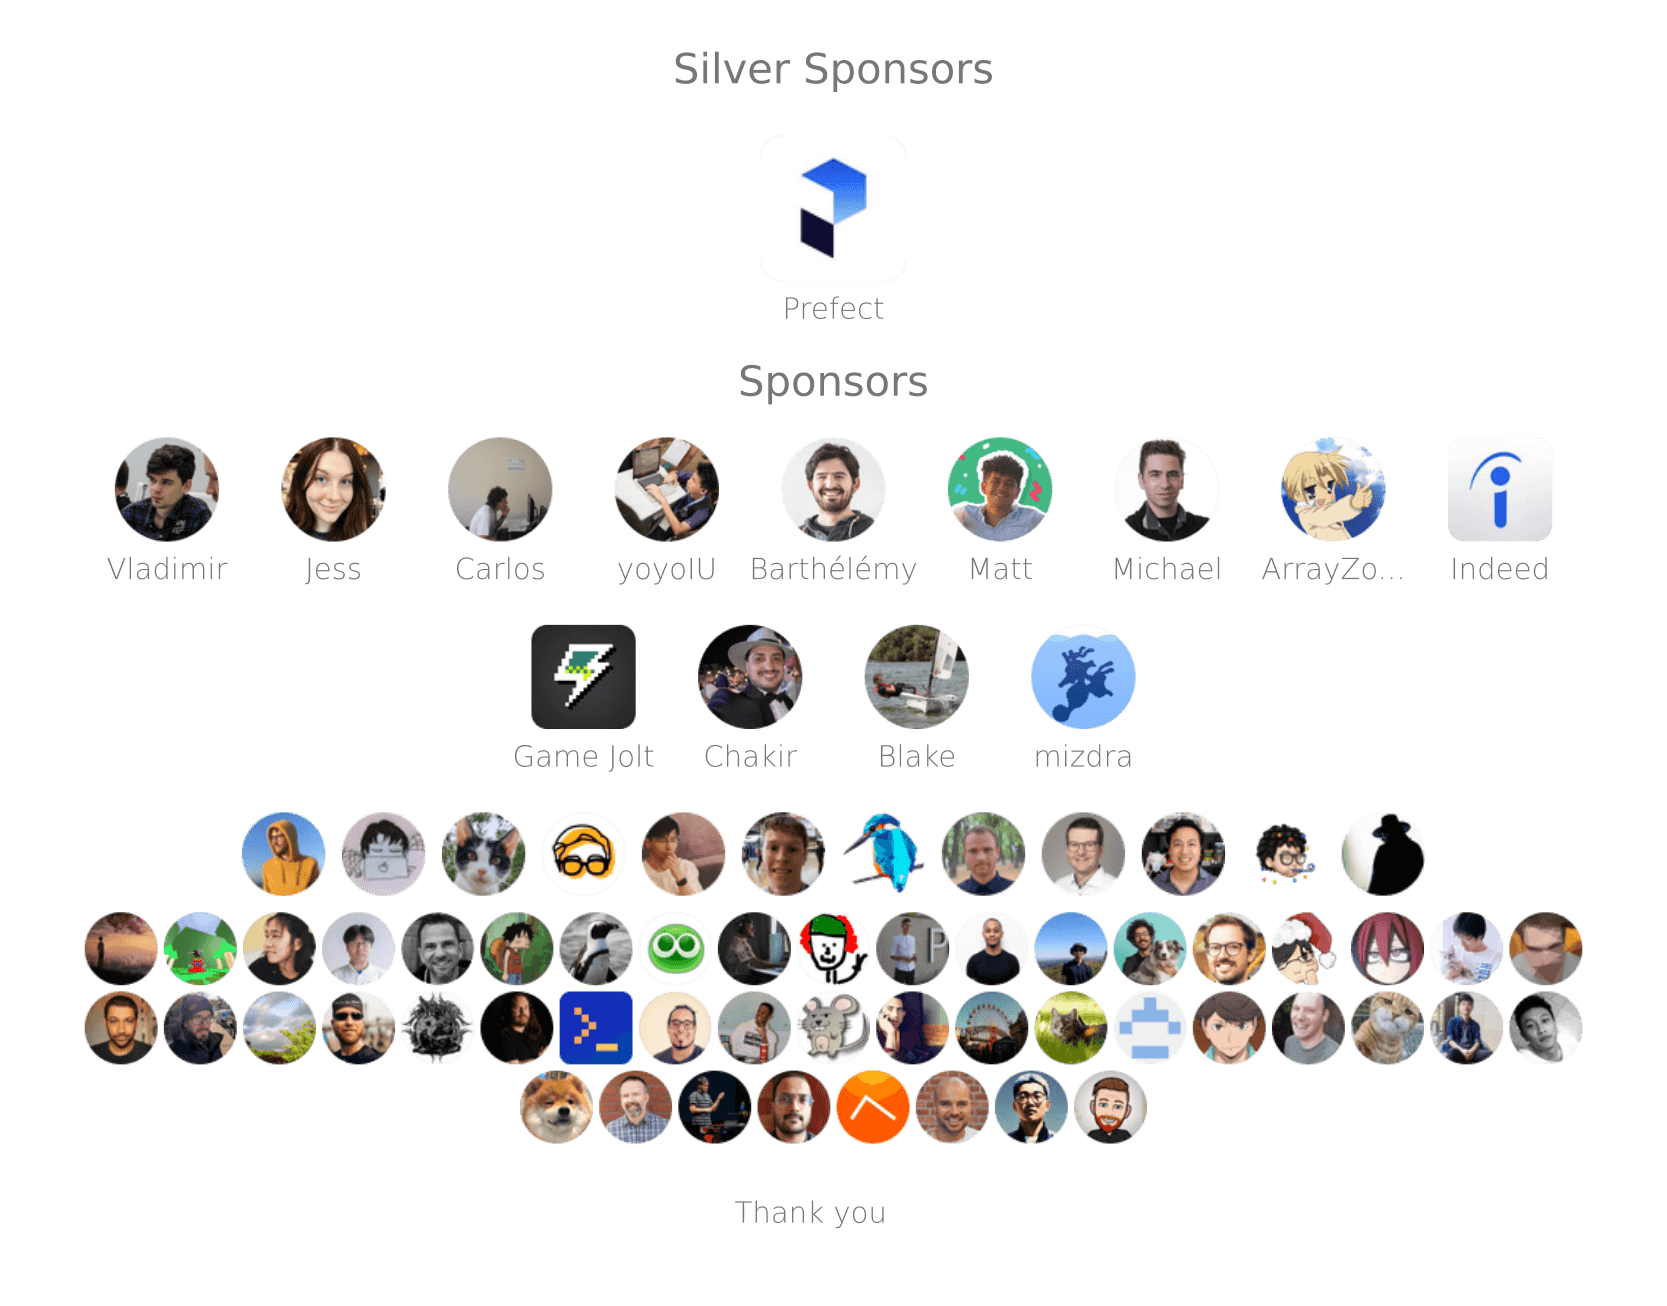 Silver Sponsors
Prefect
Sponsors
Vladimir Jess Carlos yoyoIU Barthélémy Matt Michael ArrayZo... Indeed
Game Jolt Chakir Blake mizdra
P
Thank you